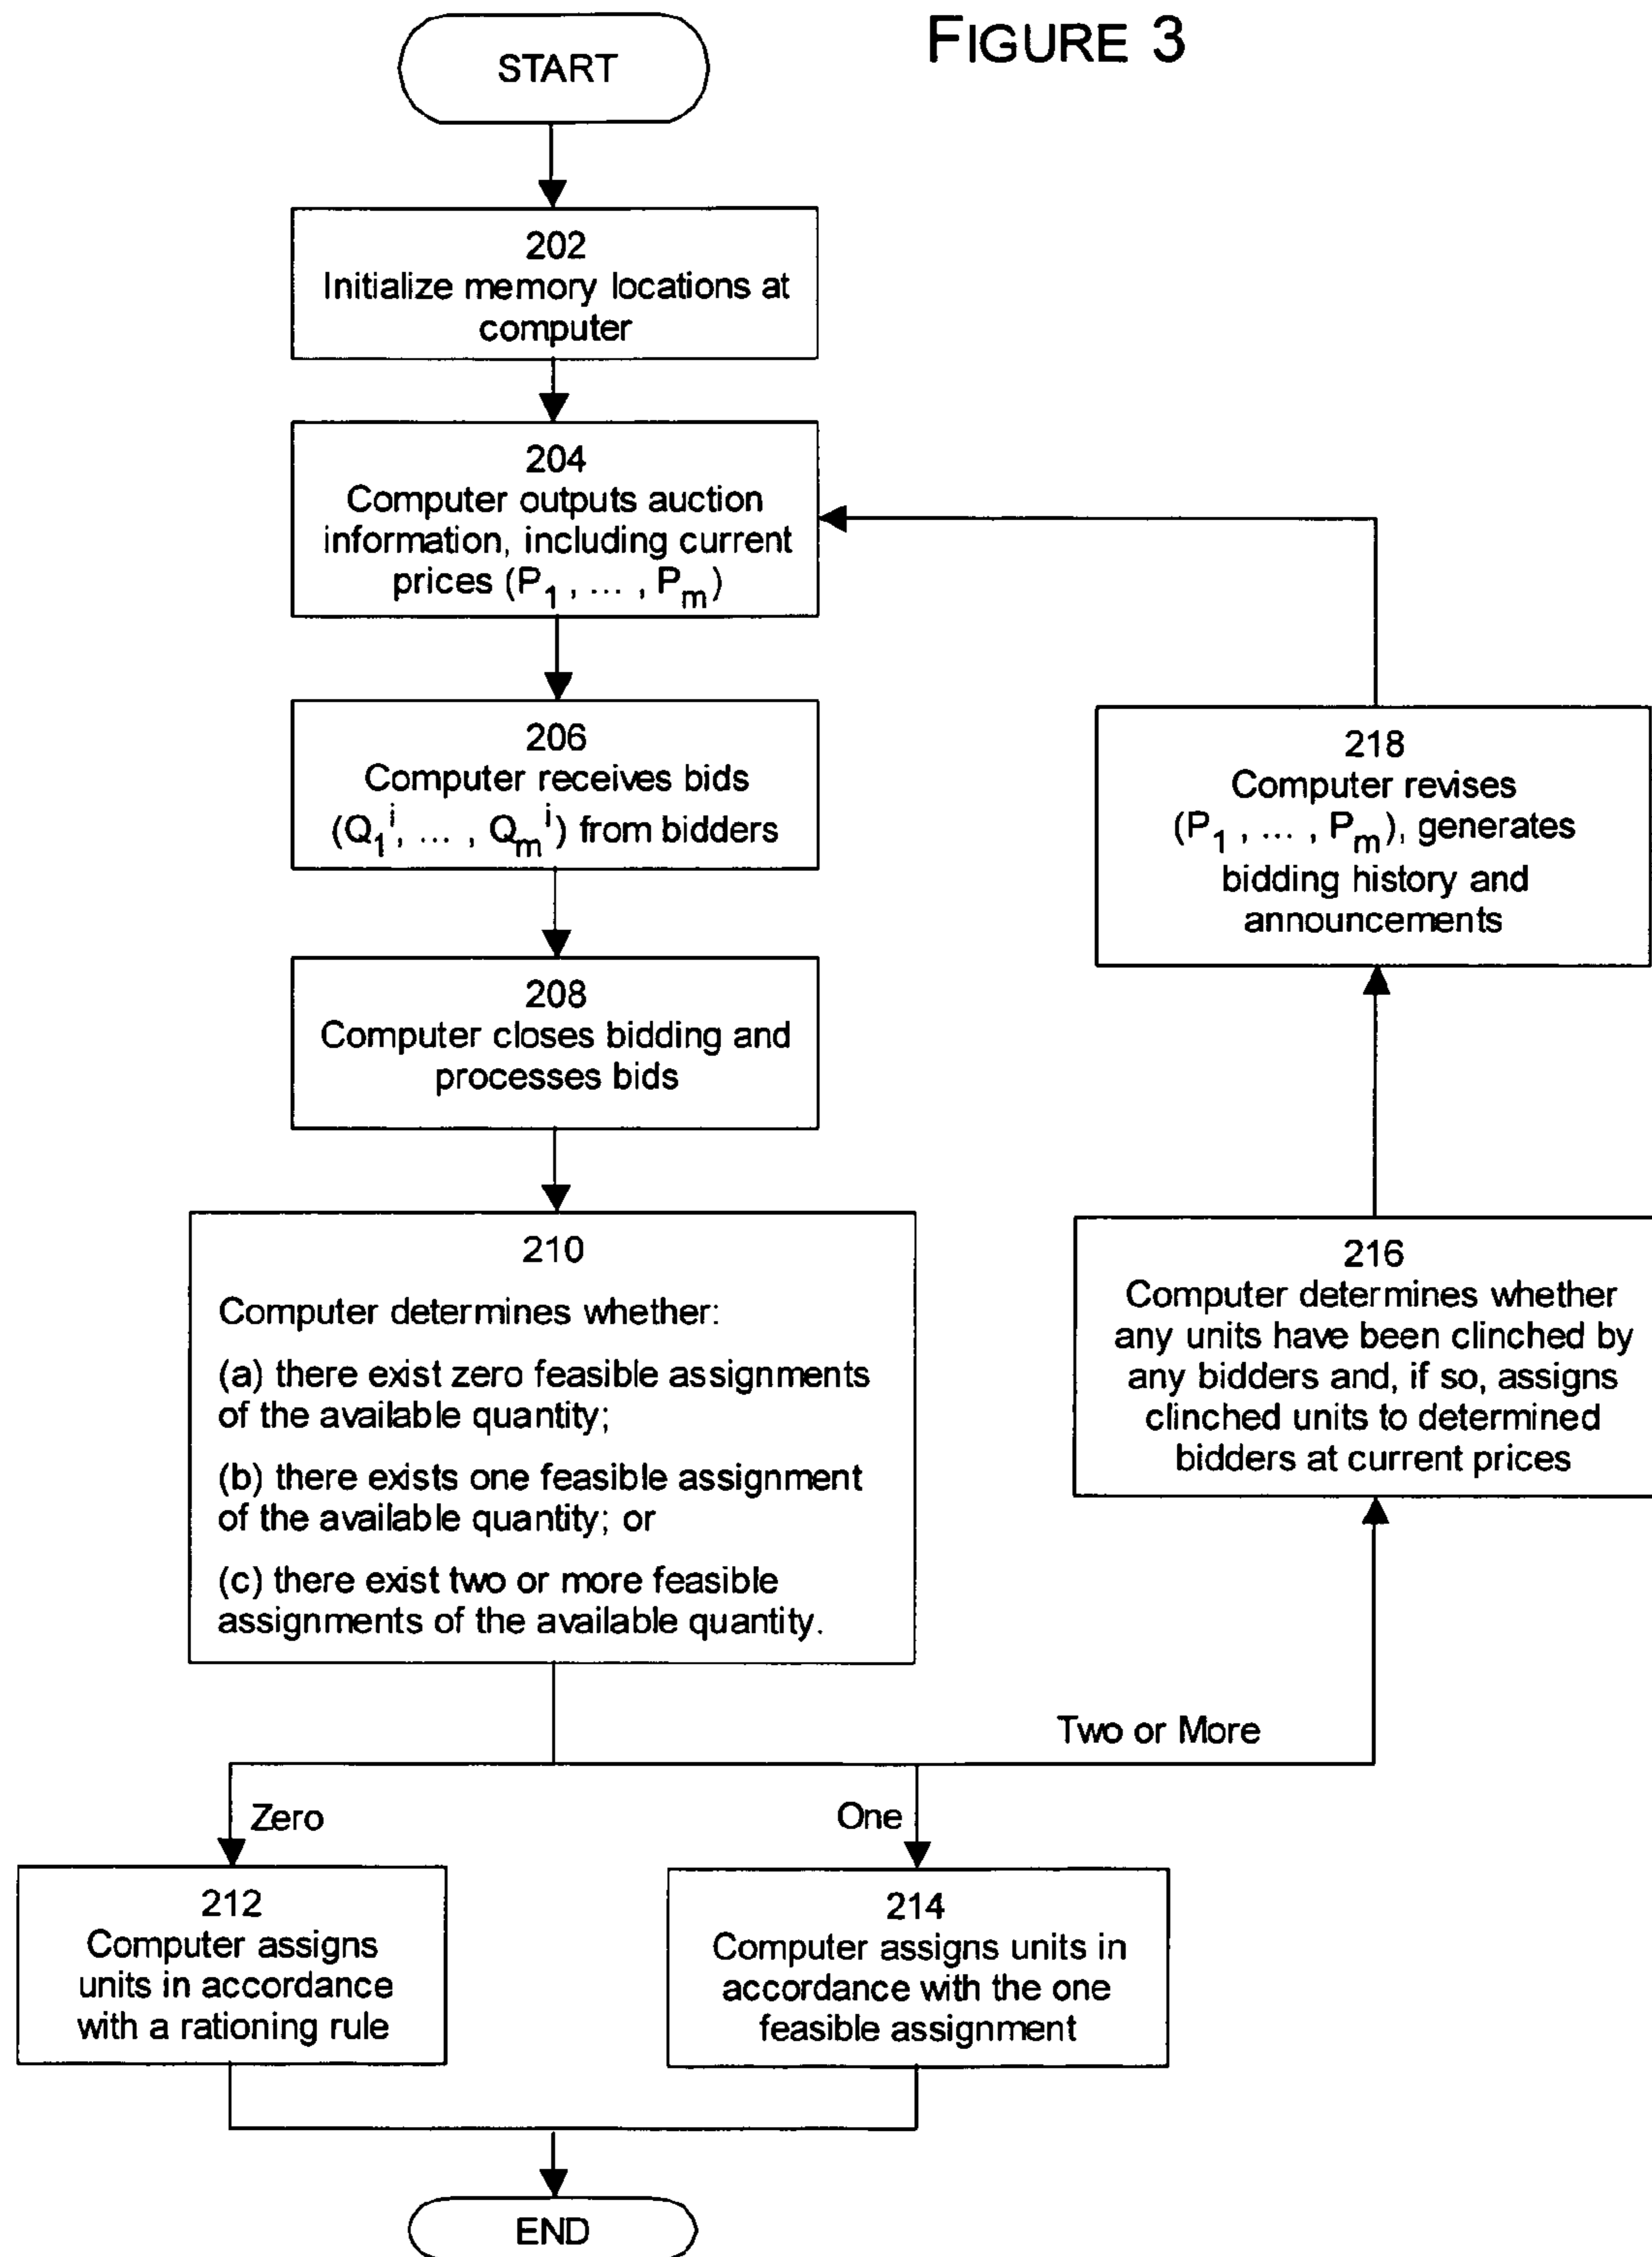 FIGURE 3
START
202
Initialize memory locations at
computer
204
Computer outputs auction
information, including current
prices (P₁ , ... , Pₘ)
206
Computer receives bids
(Q₁ⁱ, ... , Qₘⁱ) from bidders
208
Computer closes bidding and
processes bids
210
Computer determines whether:
(a) there exist zero feasible assignments
of the available quantity;
(b) there exists one feasible assignment
of the available quantity; or
(c) there exist two or more feasible
assignments of the available quantity.
218
Computer revises
(P₁ , ... , Pₘ), generates
bidding history and
announcements
216
Computer determines whether
any units have been clinched by
any bidders and, if so, assigns
clinched units to determined
bidders at current prices
Two or More
Zero
One
212
Computer assigns
units in accordance
with a rationing rule
214
Computer assigns units in
accordance with the one
feasible assignment
END